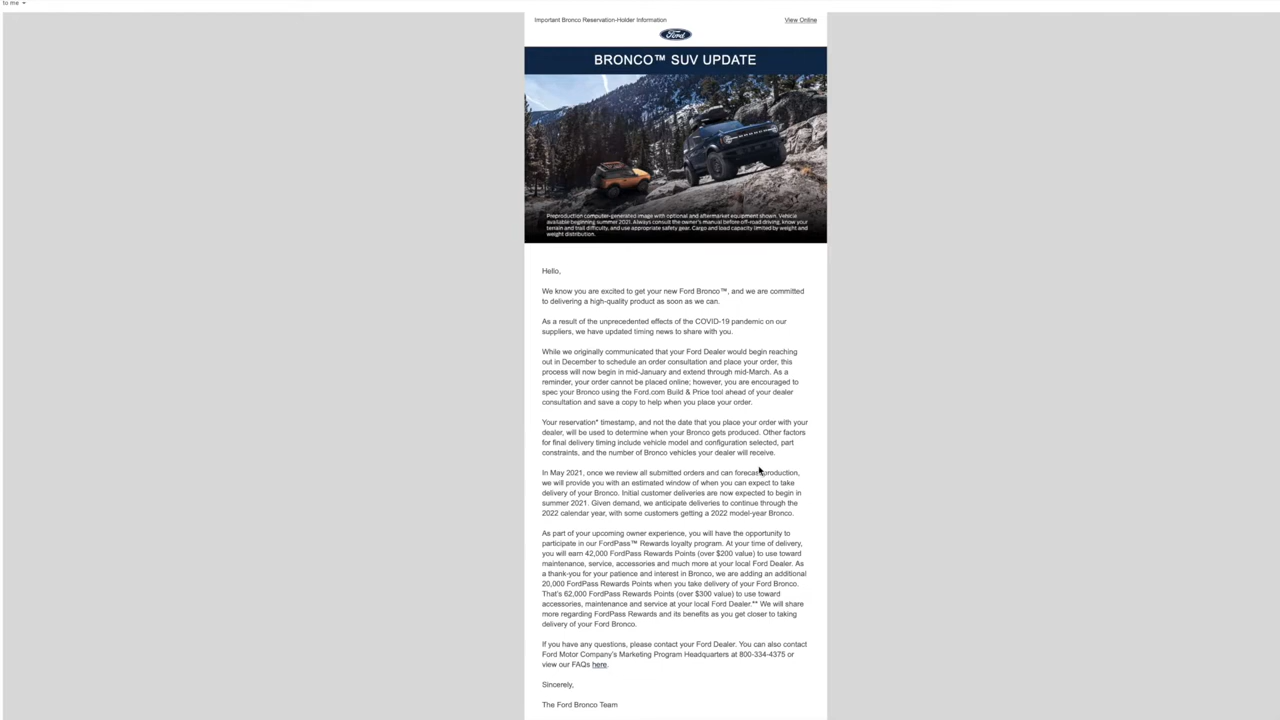 to me
Important Bronco Reservation-Holder Information
View Online
Ford
BRONCO™ SUV UPDATE
Preproduction computer-generated image with optional and aftermarket equipment shown. Vehicle
available beginning summer 2021. Always consult the owner's manual before off-road driving, know your
terrain and trail difficulty, and use appropriate safety gear. Cargo and load capacity limited by weight and
weight distribution.
Hello,
We know you are excited to get your new Ford Bronco™, and we are committed
to delivering a high-quality product as soon as we can.
As a result of the unprecedented effects of the COVID-19 pandemic on our
suppliers, we have updated timing news to share with you.
While we originally communicated that your Ford Dealer would begin reaching
out in December to schedule an order consultation and place your order, this
process will now begin in mid-January and extend through mid-March. As a
reminder, your order cannot be placed online; however, you are encouraged to
spec your Bronco using the Ford.com Build & Price tool ahead of your dealer
consultation and save a copy to help when you place your order.
Your reservation* timestamp, and not the date that you place your order with your
dealer, will be used to determine when your Bronco gets produced. Other factors
for final delivery timing include vehicle model and configuration selected, part
constraints, and the number of Bronco vehicles your dealer will receive.
In May 2021, once we review all submitted orders and can forecast production,
we will provide you with an estimated window of when you can expect to take
delivery of your Bronco. Initial customer deliveries are now expected to begin in
summer 2021. Given demand, we anticipate deliveries to continue through the
2022 calendar year, with some customers getting a 2022 model-year Bronco.
As part of your upcoming owner experience, you will have the opportunity to
participate in our FordPass™ Rewards loyalty program. At your time of delivery,
you will earn 42,000 FordPass Rewards Points (over $200 value) to use toward
maintenance, service, accessories and much more at your local Ford Dealer. As
a thank-you for your patience and interest in Bronco, we are adding an additional
20,000 FordPass Rewards Points when you take delivery of your Ford Bronco.
That's 62,000 FordPass Rewards Points (over $300 value) to use toward
accessories, maintenance and service at your local Ford Dealer.** We will share
more regarding FordPass Rewards and its benefits as you get closer to taking
delivery of your Ford Bronco.
If you have any questions, please contact your Ford Dealer. You can also contact
Ford Motor Company's Marketing Program Headquarters at 800-334-4375 or
view our FAQs here.
Sincerely,
The Ford Bronco Team